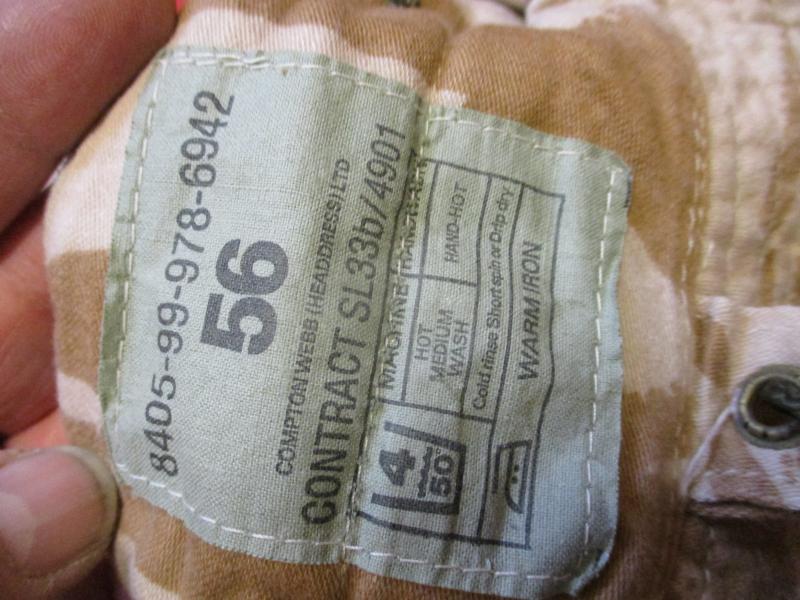 8405-99-978-6942
56
COMPTON WEBB (HEADDRESS) LTD
CONTRACT SL33b/4901
MACHINE HANDWASH
4
50
HOT
MEDIUM
WASH
HAND-HOT
Cold rinse Short spin or Drip dry
WARM IRON